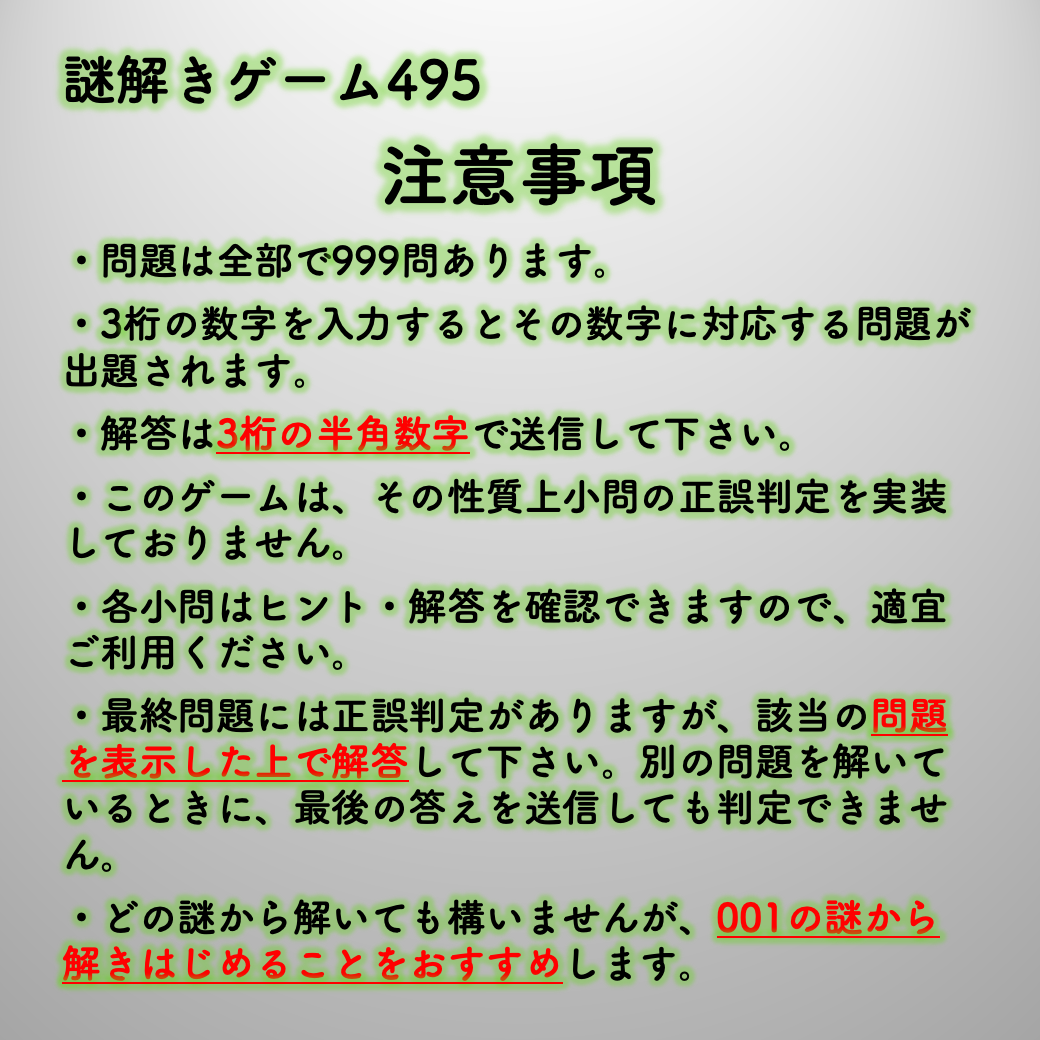 謎解きゲーム495
注意事項
・問題は全部で999問あります。
・3桁の数字を入力するとその数字に対応する問題が
出題されます。
・解答は3桁の半角数字で送信して下さい。
・このゲームは、その性質上小問の正誤判定を実装
しておりません。
・各小問はヒント・解答を確認できますので、適宜
ご利用ください。
・最終問題には正誤判定がありますが、該当の問題
を表示した上で解答して下さい。別の問題を解いて
いるときに、最後の答えを送信しても判定できませ
ん。
・どの謎から解いても構いませんが、001の謎から
解きはじめることをおすすめします。